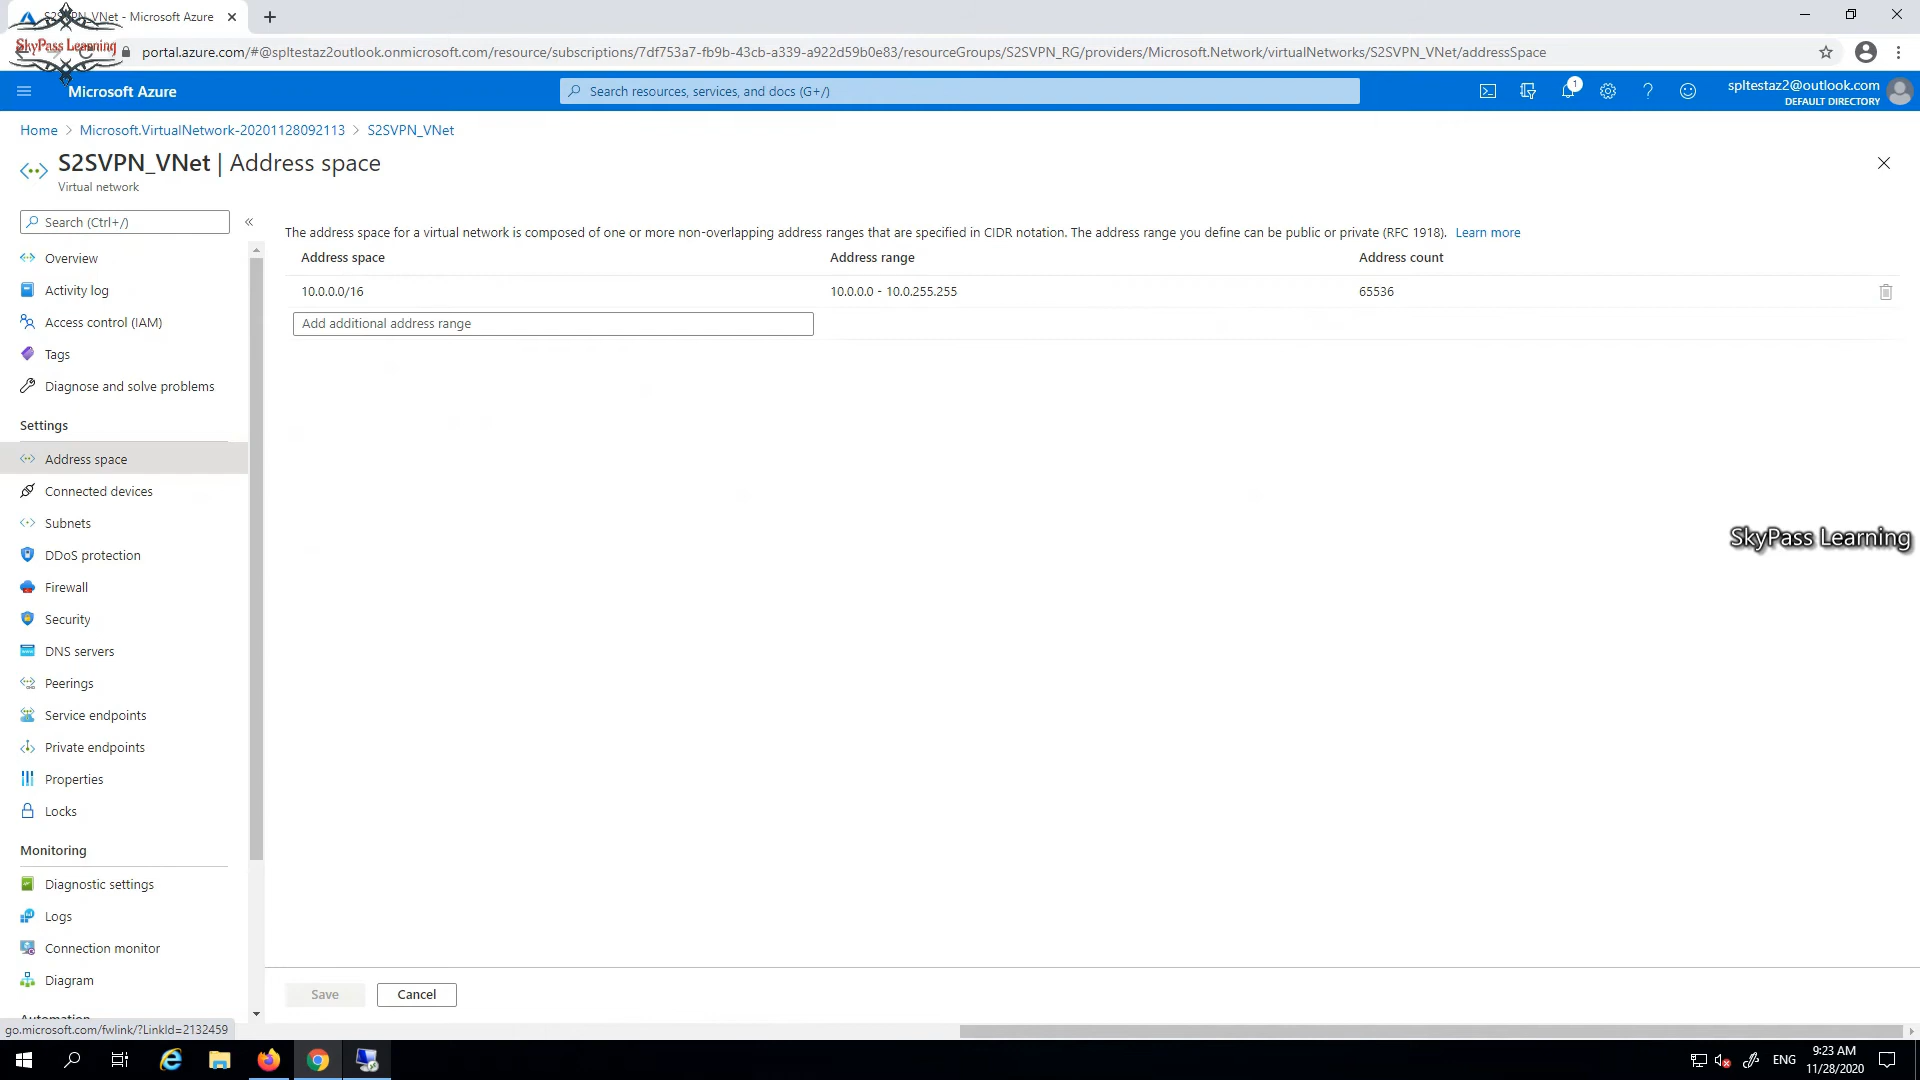 S2SVPN_VNet - Microsoft Azure
SkyPass Learning
portal.azure.com/#@spltestaz2outlook.onmicrosoft.com/resource/subscriptions/7df753a7-fb9b-43cb-a339-a922d59b0e83/resourceGroups/S2SVPN_RG/providers/Microsoft.Network/virtualNetworks/S2SVPN_VNet/addressSpace
Microsoft Azure
Search resources, services, and docs (G+/)
1
spltestaz2@outlook.com
DEFAULT DIRECTORY
Home > Microsoft.VirtualNetwork-20201128092113 > S2SVPN_VNet
S2SVPN_VNet | Address space
Virtual network
Search (Ctrl+/)
Overview
Activity log
Access control (IAM)
Tags
Diagnose and solve problems
Settings
Address space
Connected devices
Subnets
DDoS protection
Firewall
Security
DNS servers
Peerings
Service endpoints
Private endpoints
Properties
Locks
Monitoring
Diagnostic settings
Logs
Connection monitor
Diagram
Automation
go.microsoft.com/fwlink/?LinkId=2132459
The address space for a virtual network is composed of one or more non-overlapping address ranges that are specified in CIDR notation. The address range you define can be public or private (RFC 1918). Learn more
Address space Address range Address count
10.0.0.0/16 10.0.0.0 - 10.0.255.255 65536
Add additional address range
SkyPass Learning
Save Cancel
ENG
9:23 AM
11/28/2020